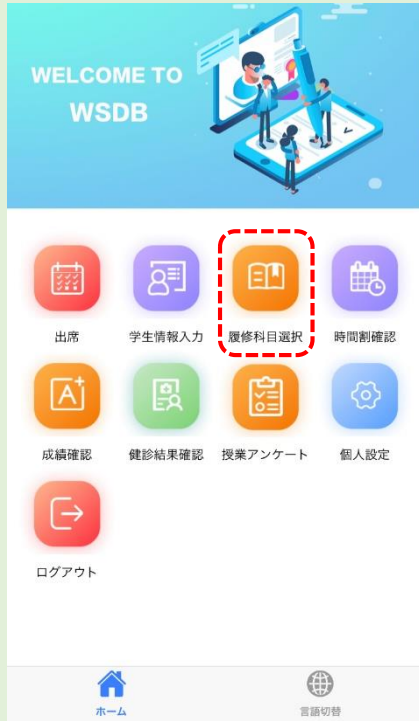 WELCOME TO
WSDB
出席
学生情報入力
履修科目選択
時間割確認
A+
成績確認
健診結果確認
授業アンケート
個人設定
ログアウト
ホーム
言語切替